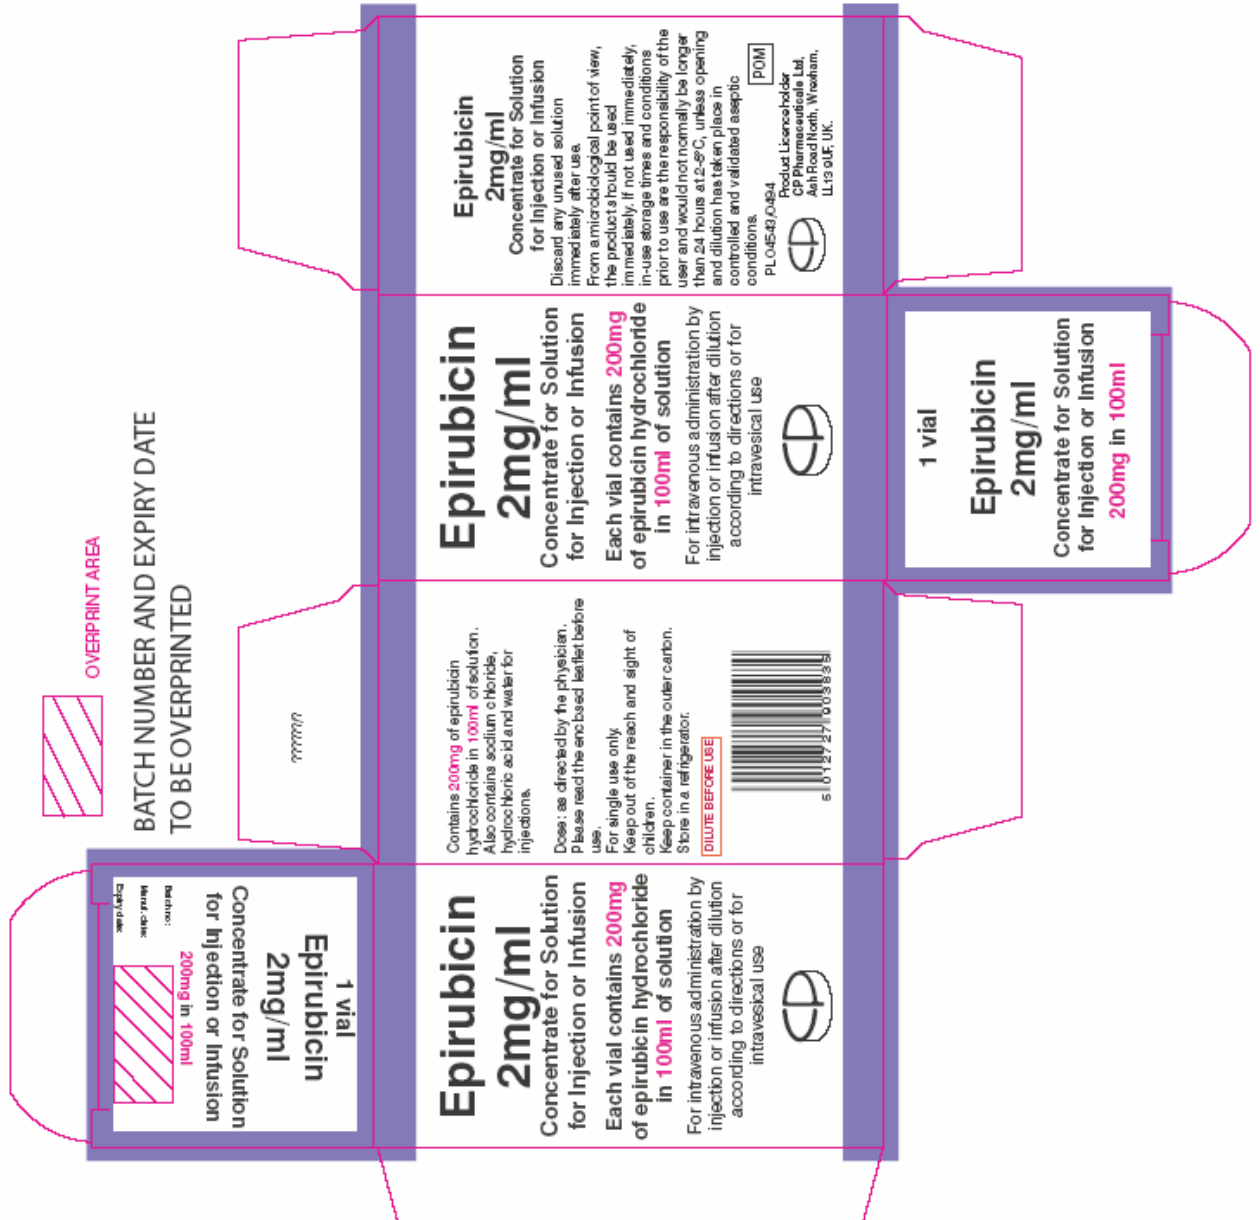 OVERPRINT AREA
BATCH NUMBER AND EXPIRY DATE
TO BE OVERPRINTED
Epirubicin
2mg/ml
Concentrate for Solution
for Injection or Infusion
Discard any unused solution
immediately after use.
From a microbiological point of view,
the product should be used
immediately. If not used immediately,
in-use storage times and conditions
prior to use are the responsibility of the
user and would not normally be longer
than 24 hours at 2-8°C, unless opening
and dilution has taken place in
controlled and validated aseptic
conditions.
PL 04543/0494
POM
Product Licence holder
CP Pharmaceuticals Ltd,
Ash Road North, Wrexham,
LL13 9UF, UK.
Epirubicin
2mg/ml
Concentrate for Solution
for Injection or Infusion
Each vial contains 200mg
of epirubicin hydrochloride
in 100ml of solution
For intravenous administration by
injection or infusion after dilution
according to directions or for
intravesical use
1 vial
Epirubicin
2mg/ml
Concentrate for Solution
for Injection or Infusion
200mg in 100ml
??????/?
Contains 200mg of epirubicin
hydrochloride in 100ml of solution.
Also contains sodium chloride,
hydrochloric acid and water for
injections.
Dose: as directed by the physician.
Please read the enclosed leaflet before
use.
For single use only.
Keep out of the reach and sight of
children.
Keep container in the outer carton.
Store in a refrigerator.
DILUTE BEFORE USE
5 012727 903835
Epirubicin
2mg/ml
Concentrate for Solution
for Injection or Infusion
Each vial contains 200mg
of epirubicin hydrochloride
in 100ml of solution
For intravenous administration by
injection or infusion after dilution
according to directions or for
intravesical use
1 vial
Epirubicin
2mg/ml
Concentrate for Solution
for Injection or Infusion
200mg in 100ml
Batch no:
Manuf. date:
Expiry date: